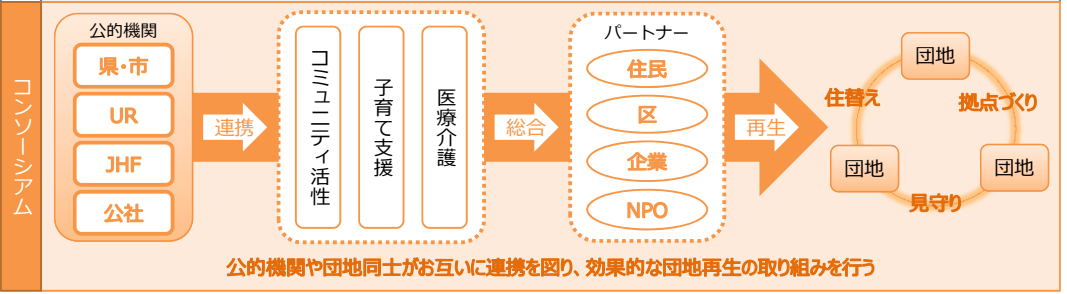 コンソーシアム
公的機関
県・市
UR
JHF
公社
連携
コミュニティ活性
子育て支援
医療介護
総合
パートナー
住民
区
企業
NPO
再生
団地
住替え
拠点づくり
団地
団地
見守り
公的機関や団地同士がお互いに連携を図り、効果的な団地再生の取り組みを行う